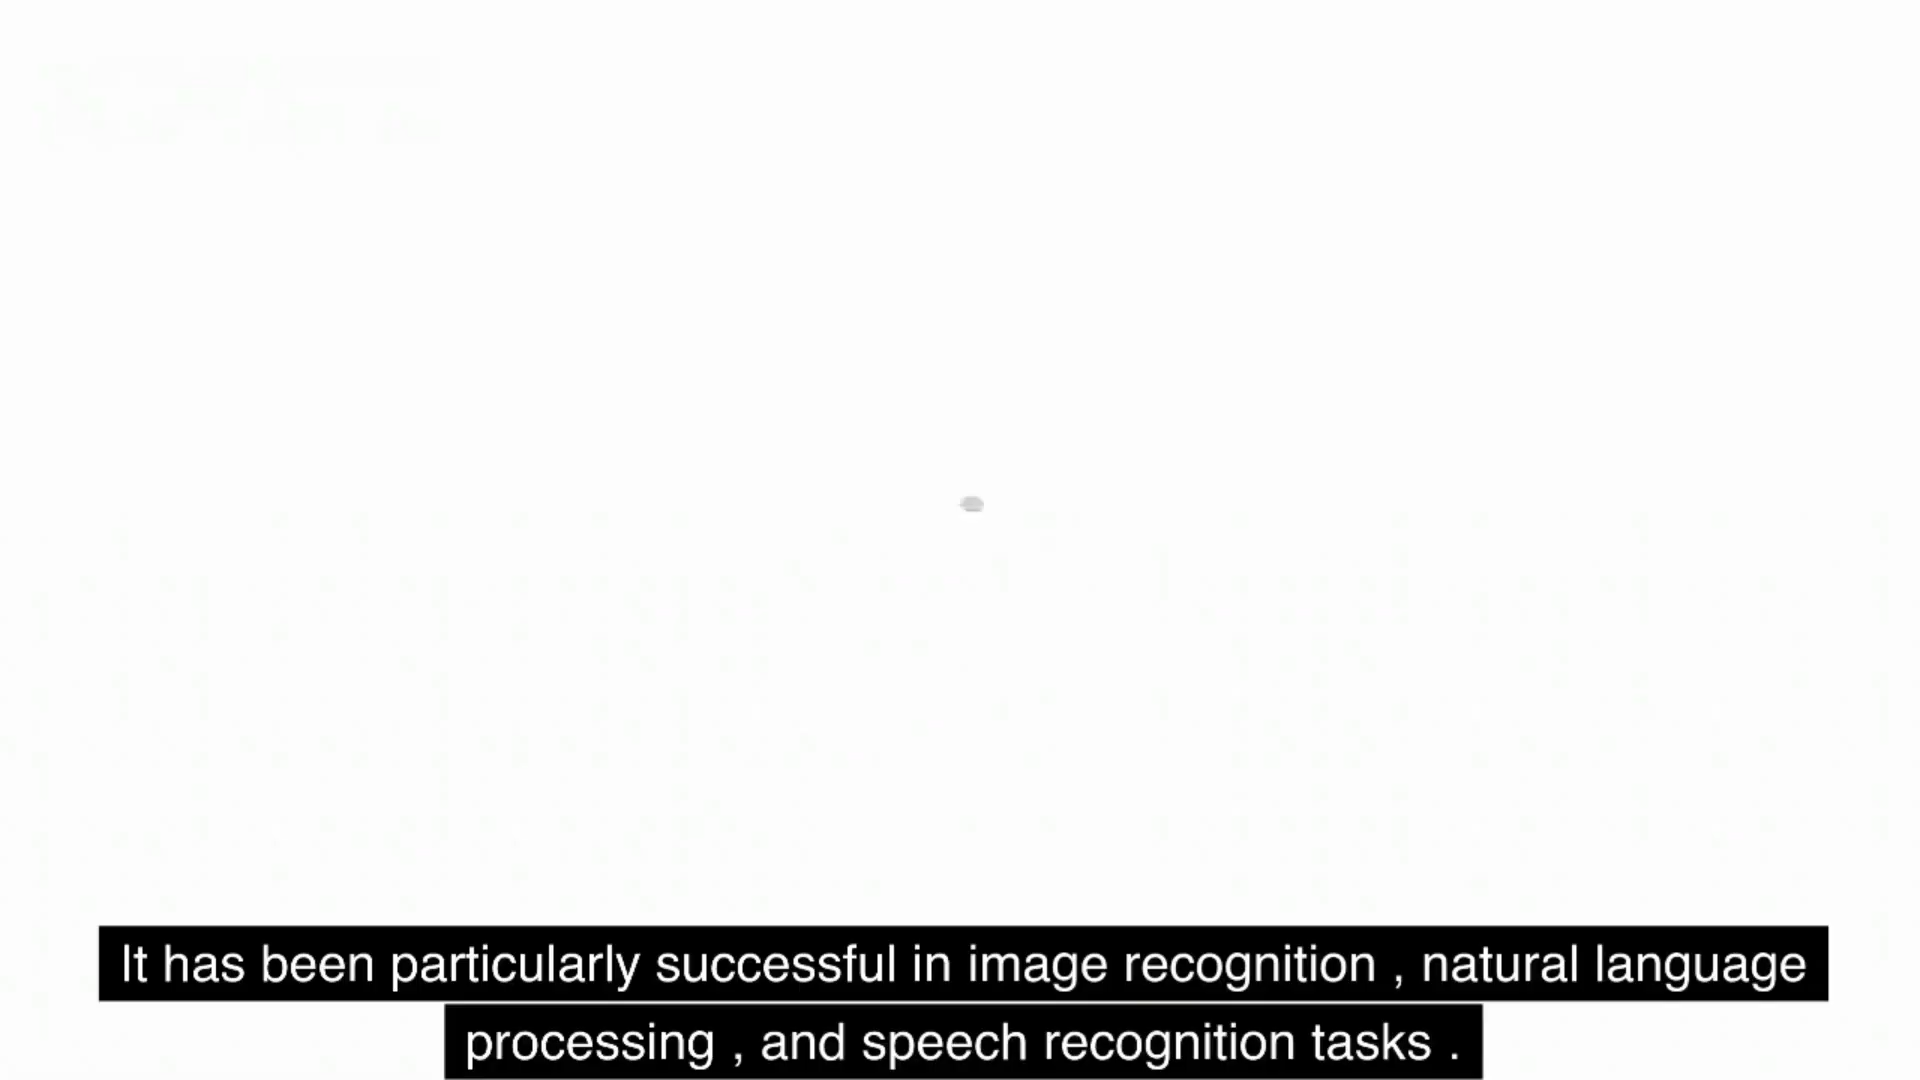 It has been particularly successful in image recognition , natural language
processing , and speech recognition tasks .